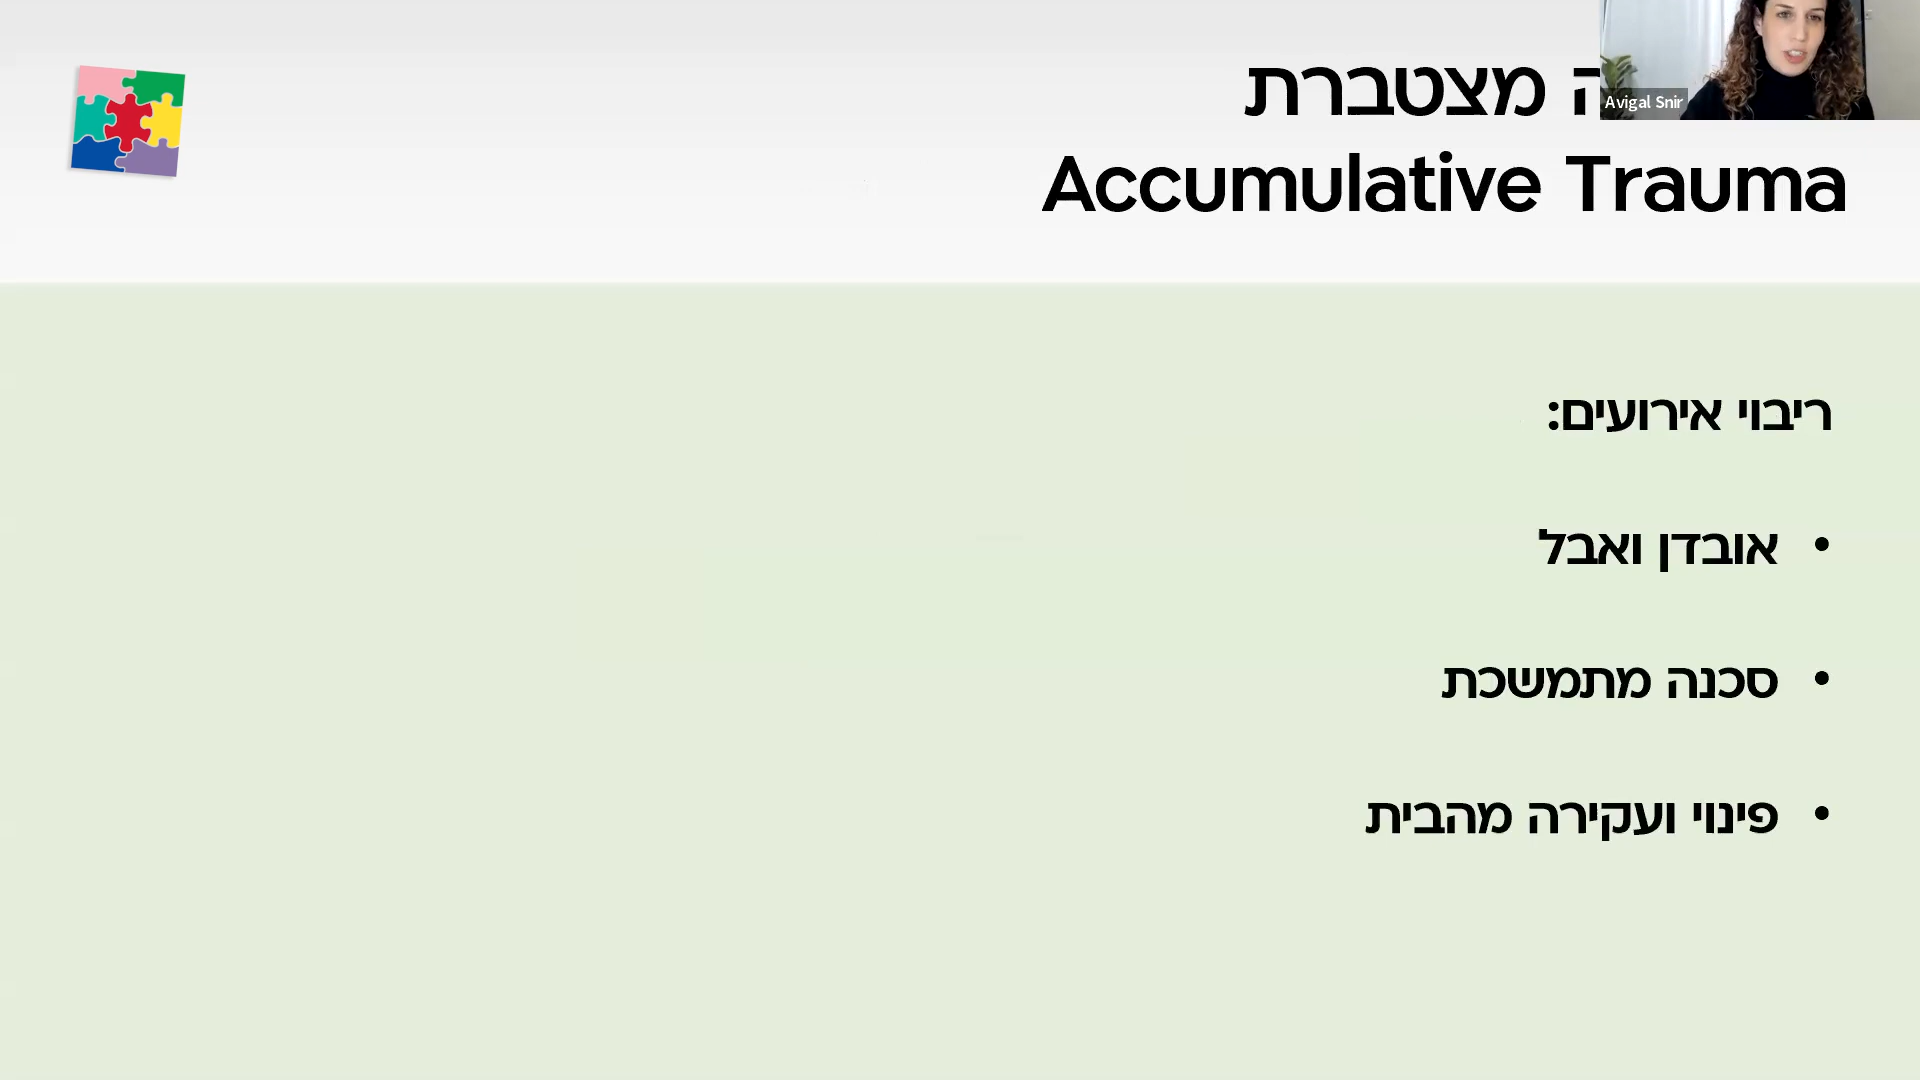 מצטברת
Accumulative Trauma
Avigal Snir
ריבוי אירועים:
• אובדן ואבל
• סכנה מתמשכת
• פינוי ועקירה מהבית